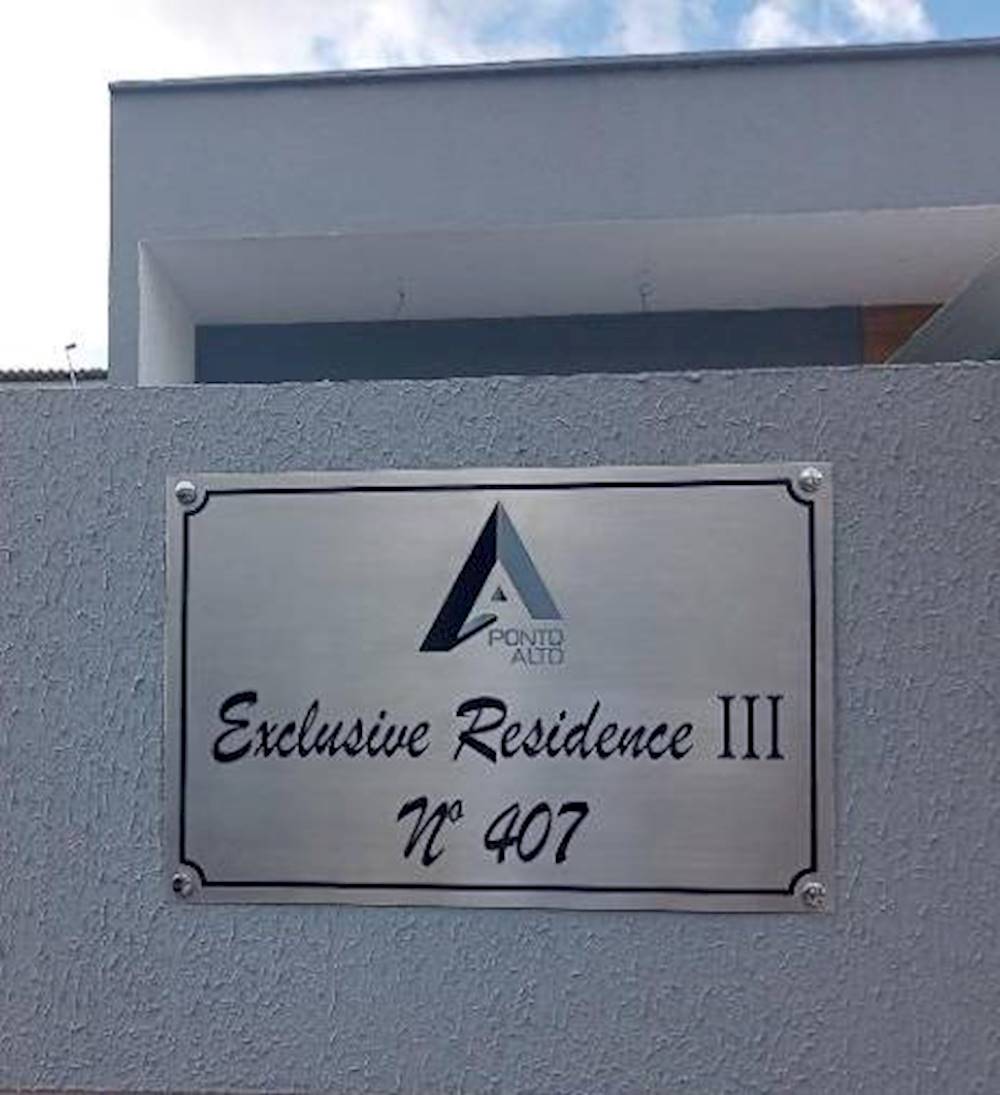 PONTO
ALTO
Exclusive Residence III
Nº 407